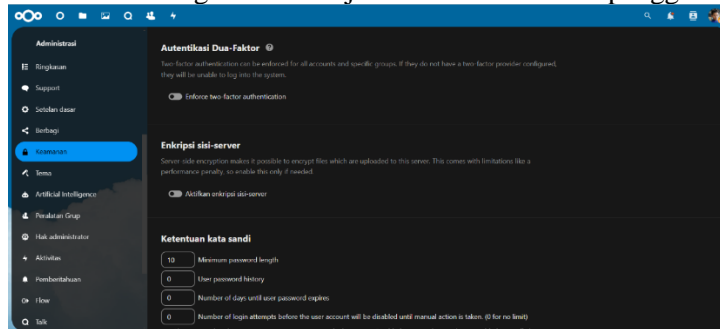 Administrasi
Ringkasan
Support
Setelan dasar
Berbagi
Keamanan
Tema
Artificial Intelligence
Peralatan Grup
Hak administrator
Aktivitas
Pemberitahuan
Flow
Talk
Autentikasi Dua-Faktor
Two-factor authentication can be enforced for all accounts and specific groups. If they do not have a two-factor provider configured,
they will be unable to log into the system.
Enforce two-factor authentication
Enkripsi sisi-server
Server-side encryption makes it possible to encrypt files which are uploaded to this server. This comes with limitations like a
performance penalty, so enable this only if needed.
Aktifkan enkripsi sisi-server
Ketentuan kata sandi
10 Minimum password length
0 User password history
0 Number of days until user password expires
0 Number of login attempts before the user account will be disabled until manual action is taken. (0 for no limit)